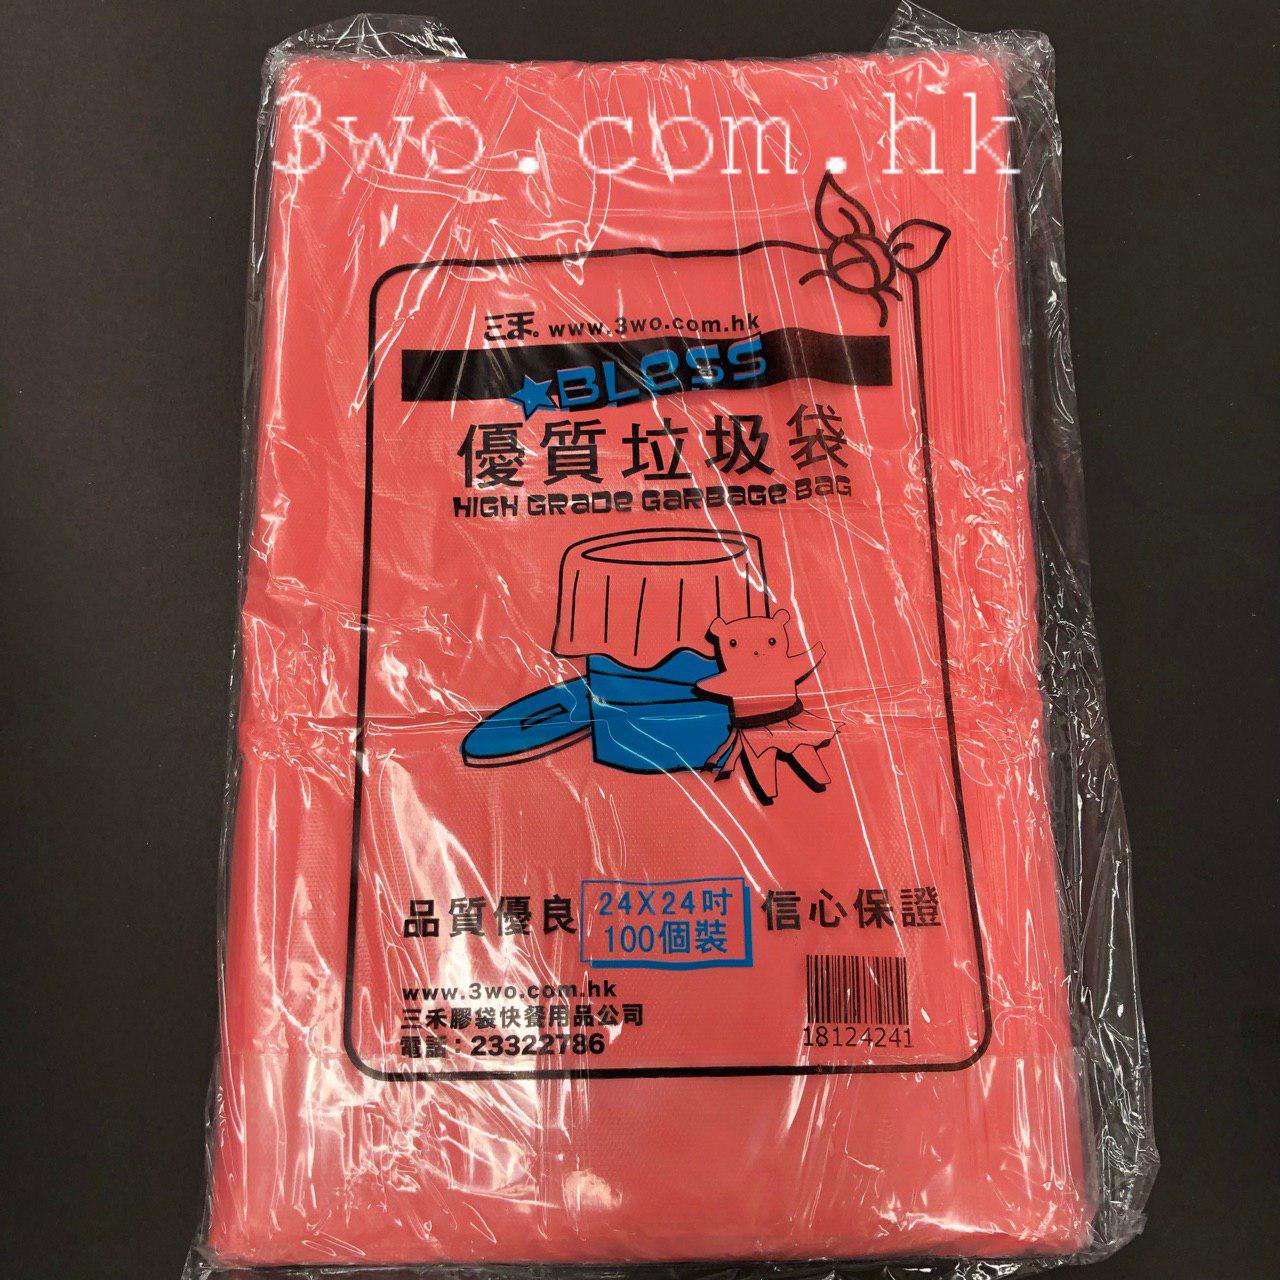 3wo.com.hk
三禾。www.3wo.com.hk
BLess
優質垃圾袋
HIGH GRaDe GaRBaGe BaG
品質優良
24X24吋
100個裝
信心保證
www.3wo.com.hk
三禾膠袋快餐用品公司
電話：23322786
18124241